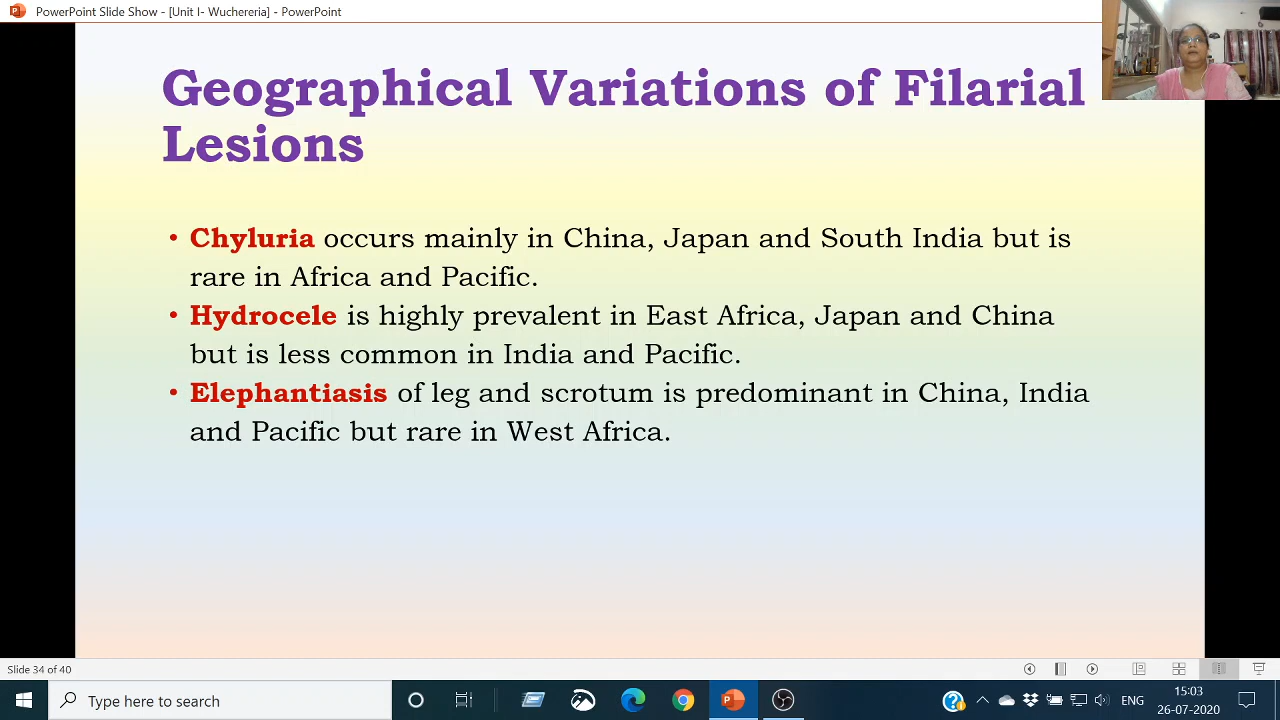 PowerPoint Slide Show - [Unit I- Wuchereria] - PowerPoint
Geographical Variations of Filarial
Lesions
• Chyluria occurs mainly in China, Japan and South India but is
rare in Africa and Pacific.
• Hydrocele is highly prevalent in East Africa, Japan and China
but is less common in India and Pacific.
• Elephantiasis of leg and scrotum is predominant in China, India
and Pacific but rare in West Africa.
Slide 34 of 40
Type here to search
ENG
15:03
26-07-2020